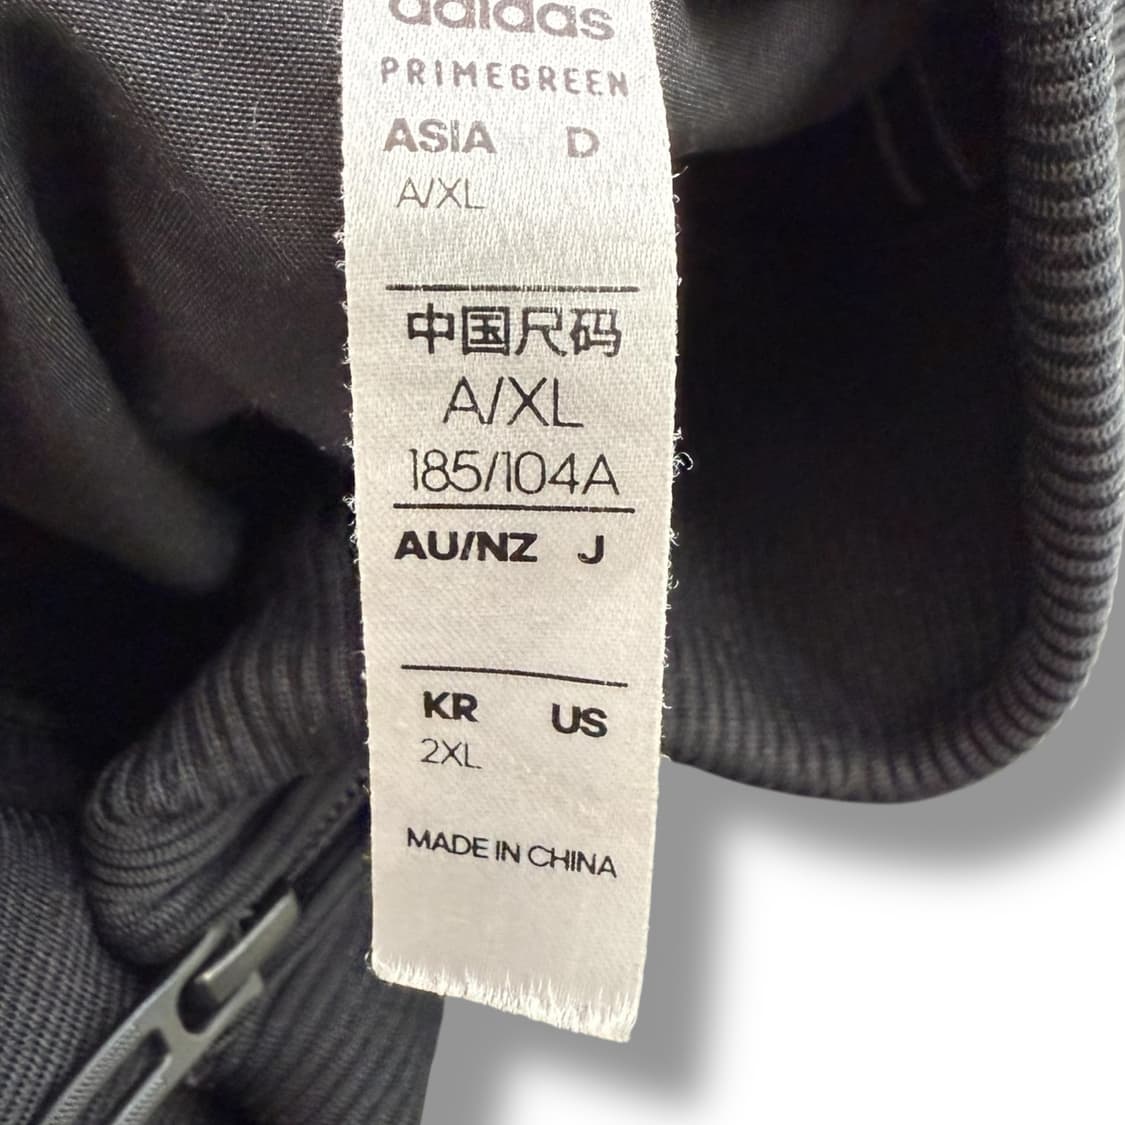 adidas
PRIMEGREEN
ASIA D
A/XL
中国尺码
A/XL
185/104A
AU/NZ J
KR US
2XL
MADE IN CHINA